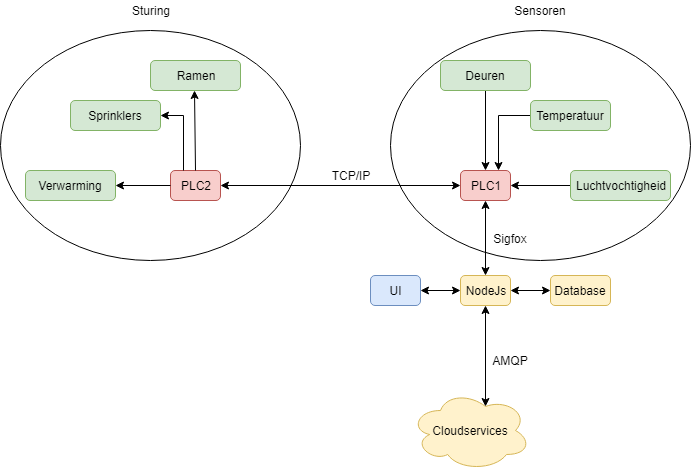 Sturing
Sensoren
Ramen
Deuren
Sprinklers
Temperatuur
Verwarming
PLC2
TCP/IP
PLC1
Luchtvochtigheid
Sigfox
UI
NodeJs
Database
AMQP
Cloudservices